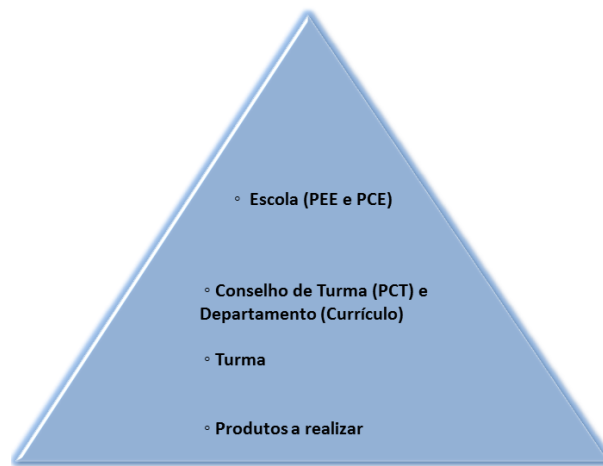 ◦ Escola (PEE e PCE)
◦ Conselho de Turma (PCT) e
Departamento (Currículo)
◦ Turma
◦ Produtos a realizar